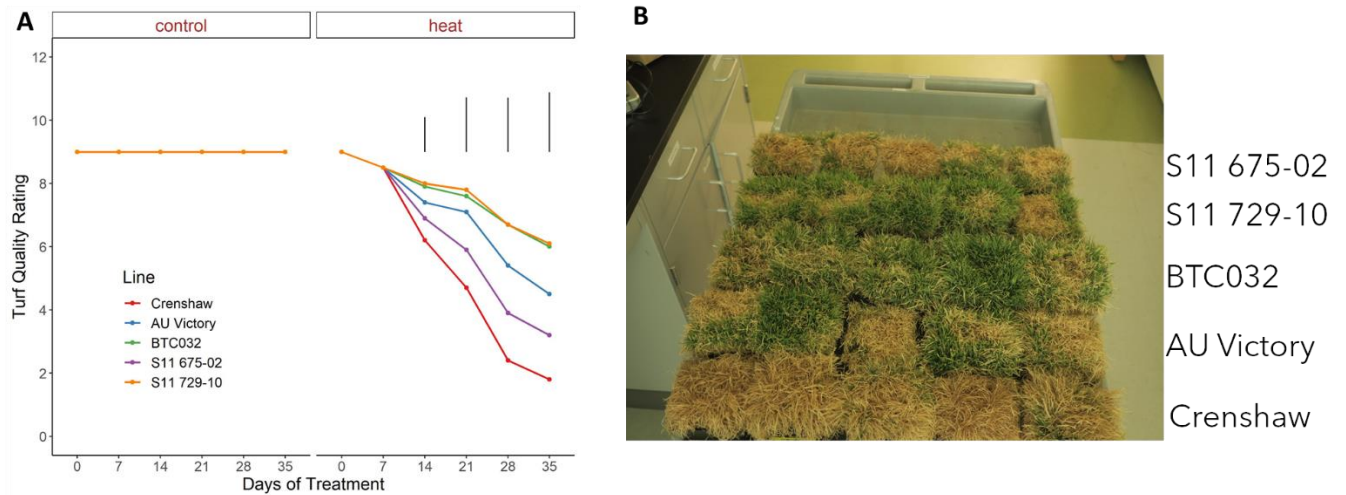 A
control
heat
12
10
8
6
4
2
0
Turf Quality Rating
Line
Crenshaw
AU Victory
BTC032
S11 675-02
S11 729-10
0 7 14 21 28 35
0 7 14 21 28 35
Days of Treatment
B
S11 675-02
S11 729-10
BTC032
AU Victory
Crenshaw